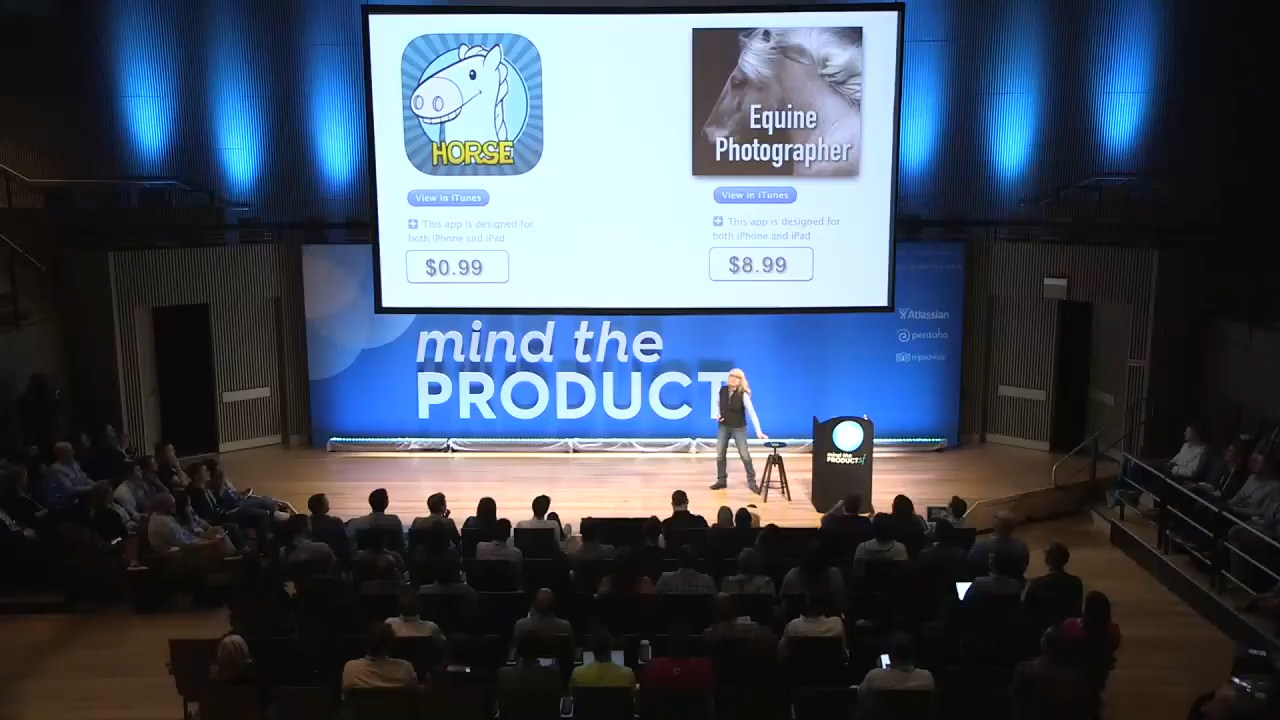 HORSE
View in iTunes
This app is designed for
both iPhone and iPad
$0.99
Equine
Photographer
View in iTunes
This app is designed for
both iPhone and iPad
$8.99
mind the
PRODUCT
Atlassian
pentaho
tripadvisor
mind the
PRODUCTsf